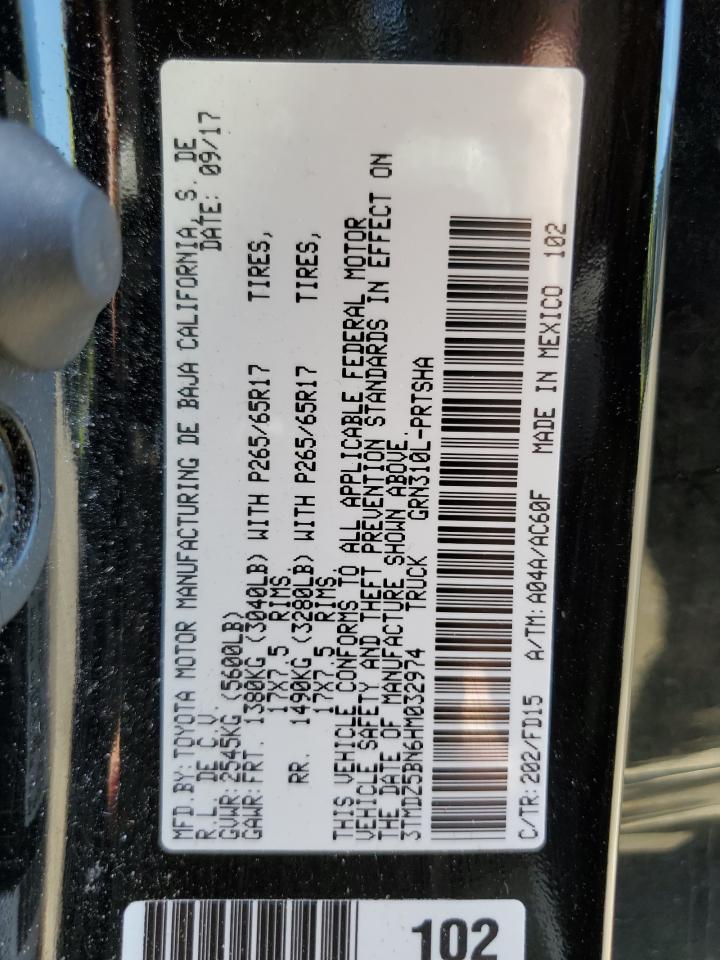 MFD.BY:TOYOTA MOTOR MANUFACTURING DE BAJA CALIFORNIA, S. DE
R.L. DE C.V. DATE: 09/17
GVWR:2545KG (5600LB)
GAWR:FRT. 1380KG (3040LB) WITH P265/65R17 TIRES,
17X7.5 RIMS.
RR. 1490KG (3280LB) WITH P265/65R17 TIRES,
17X7.5 RIMS.
THIS VEHICLE CONFORMS TO ALL APPLICABLE FEDERAL MOTOR
VEHICLE SAFETY AND THEFT PREVENTION STANDARDS IN EFFECT ON
THE DATE OF MANUFACTURE SHOWN ABOVE.
3TMDZ5BN6HM032974 TRUCK GRN310L-PRTSHA
C/TR:202/FD15 A/TM:A04A/AC60F MADE IN MEXICO 102
102